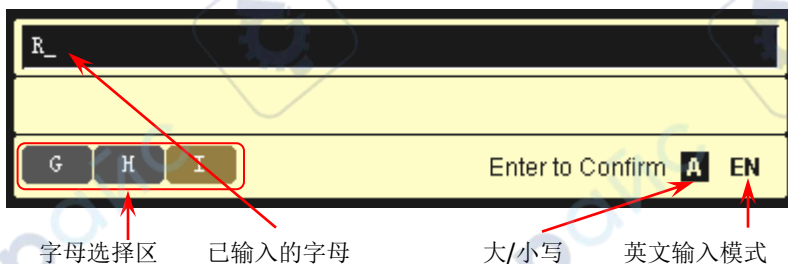 R_
G H I Enter to Confirm A EN
字母选择区 已输入的字母 大/小写 英文输入模式